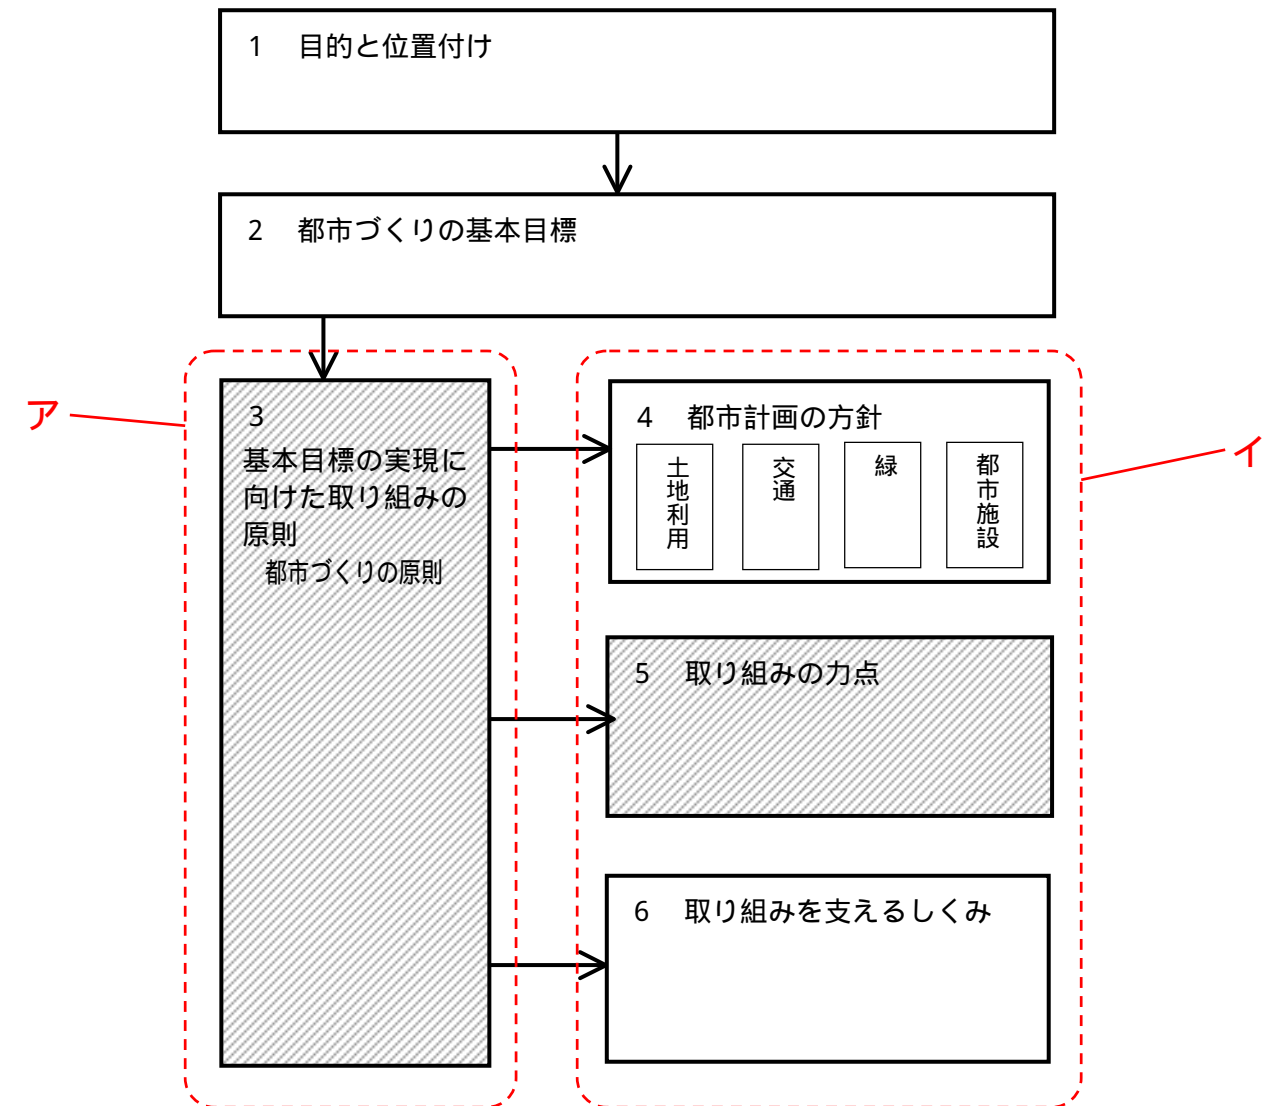 1 目的と位置付け
2 都市づくりの基本目標
ア
3
基本目標の実現に
向けた取り組みの
原則
都市づくりの原則
4 都市計画の方針
土地利用
交通
緑
都市施設
イ
5 取り組みの力点
6 取り組みを支えるしくみ